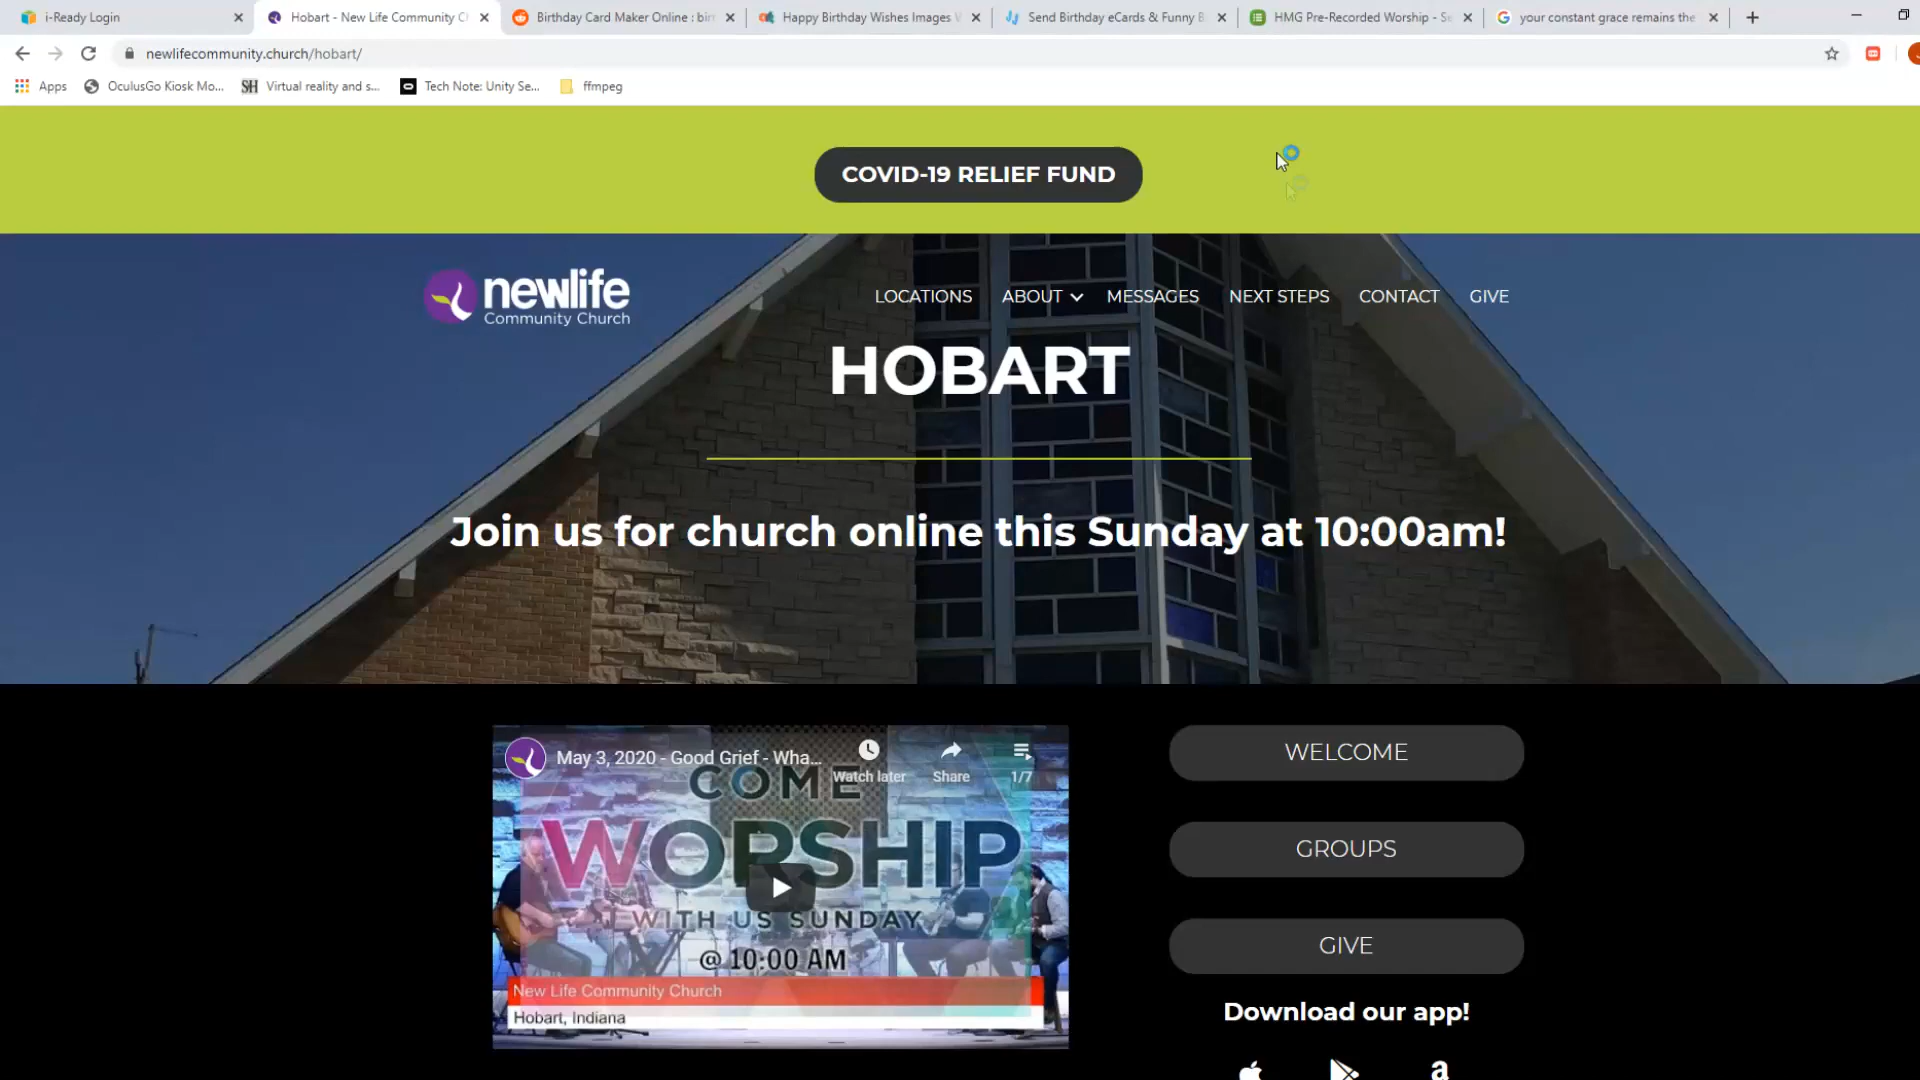 i-Ready Login
Hobart - New Life Community C
Birthday Card Maker Online : bir
Happy Birthday Wishes Images
Send Birthday eCards & Funny B
HMG Pre-Recorded Worship - Se
your constant grace remains the
newlifecommunity.church/hobart/
Apps
OculusGo Kiosk Mo...
SH
Virtual reality and s...
Tech Note: Unity Se...
ffmpeg
COVID-19 RELIEF FUND
newlife
Community Church
LOCATIONS
ABOUT
MESSAGES
NEXT STEPS
CONTACT
GIVE
HOBART
Join us for church online this Sunday at 10:00am!
May 3, 2020 - Good Grief - Wha...
Watch later
Share
1/7
COME
WORSHIP
WITH US SUNDAY
@ 10:00 AM
New Life Community Church
Hobart, Indiana
WELCOME
GROUPS
GIVE
Download our app!